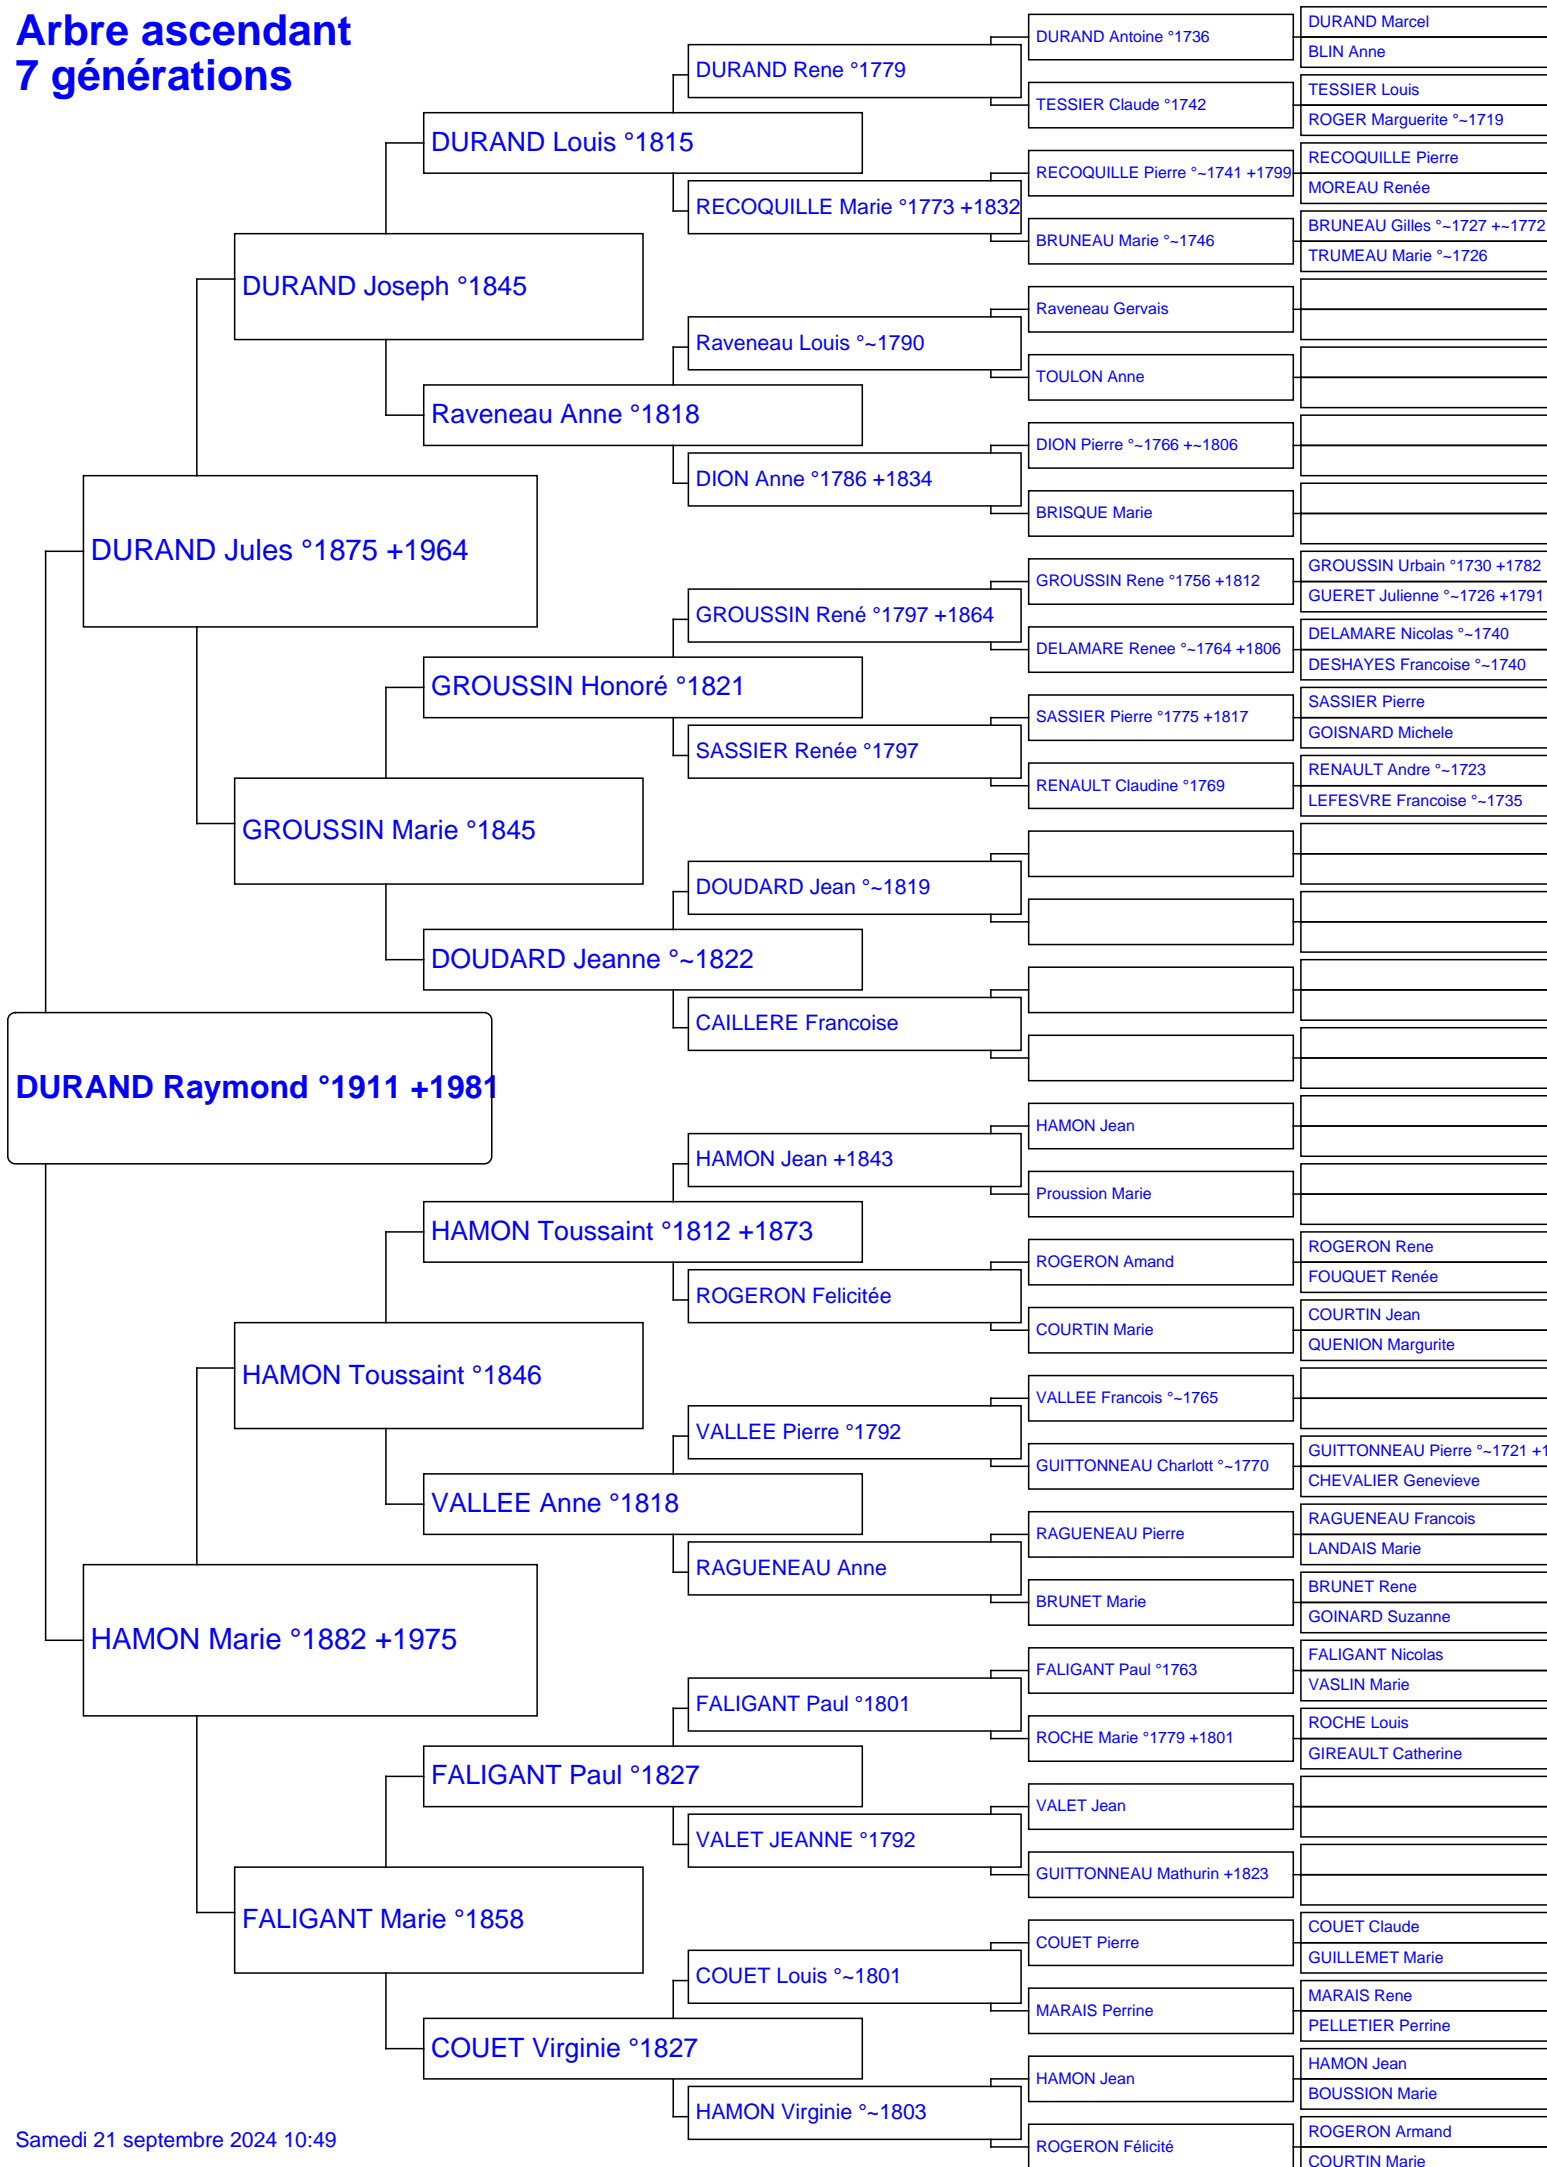 Arbre ascendant
7 générations
DURAND Raymond °1911 +1981
DURAND Jules °1875 +1964
HAMON Marie °1882 +1975
DURAND Joseph °1845
GROUSSIN Marie °1845
HAMON Toussaint °1846
FALIGANT Marie °1858
DURAND Louis °1815
Raveneau Anne °1818
GROUSSIN Honoré °1821
DOUDARD Jeanne °~1822
HAMON Toussaint °1812 +1873
VALLEE Anne °1818
FALIGANT Paul °1827
COUET Virginie °1827
DURAND Rene °1779
RECOQUILLE Marie °1773 +1832
Raveneau Louis °~1790
DION Anne °1786 +1834
GROUSSIN René °1797 +1864
SASSIER Renée °1797
DOUDARD Jean °~1819
CAILLERE Francoise
HAMON Jean +1843
ROGERON Felicitée
VALLEE Pierre °1792
RAGUENEAU Anne
FALIGANT Paul °1801
VALET JEANNE °1792
COUET Louis °~1801
HAMON Virginie °~1803
DURAND Antoine °1736
TESSIER Claude °1742
RECOQUILLE Pierre °~1741 +1799
BRUNEAU Marie °~1746
Raveneau Gervais
TOULON Anne
DION Pierre °~1766 +~1806
BRISQUE Marie
GROUSSIN Rene °1756 +1812
DELAMARE Renee °~1764 +1806
SASSIER Pierre °1775 +1817
RENAULT Claudine °1769
HAMON Jean
Proussion Marie
ROGERON Amand
COURTIN Marie
VALLEE Francois °~1765
GUITTONNEAU Charlott °~1770
RAGUENEAU Pierre
BRUNET Marie
FALIGANT Paul °1763
ROCHE Marie °1779 +1801
VALET Jean
GUITTONNEAU Mathurin +1823
COUET Pierre
MARAIS Perrine
HAMON Jean
ROGERON Félicité
DURAND Marcel
BLIN Anne
TESSIER Louis
ROGER Marguerite °~1719
RECOQUILLE Pierre
MOREAU Renée
BRUNEAU Gilles °~1727 +~1772
TRUMEAU Marie °~1726
GROUSSIN Urbain °1730 +1782
GUERET Julienne °~1726 +1791
DELAMARE Nicolas °~1740
DESHAYES Francoise °~1740
SASSIER Pierre
GOISNARD Michele
RENAULT Andre °~1723
LEFESVRE Francoise °~1735
ROGERON Rene
FOUQUET Renée
COURTIN Jean
QUENION Margurite
GUITTONNEAU Pierre °~1721
CHEVALIER Genevieve
RAGUENEAU Francois
LANDAIS Marie
BRUNET Rene
GOINARD Suzanne
FALIGANT Nicolas
VASLIN Marie
ROCHE Louis
GIREAULT Catherine
COUET Claude
GUILLEMET Marie
MARAIS Rene
PELLETIER Perrine
HAMON Jean
BOUSSION Marie
ROGERON Armand
COURTIN Marie
Samedi 21 septembre 2024 10:49